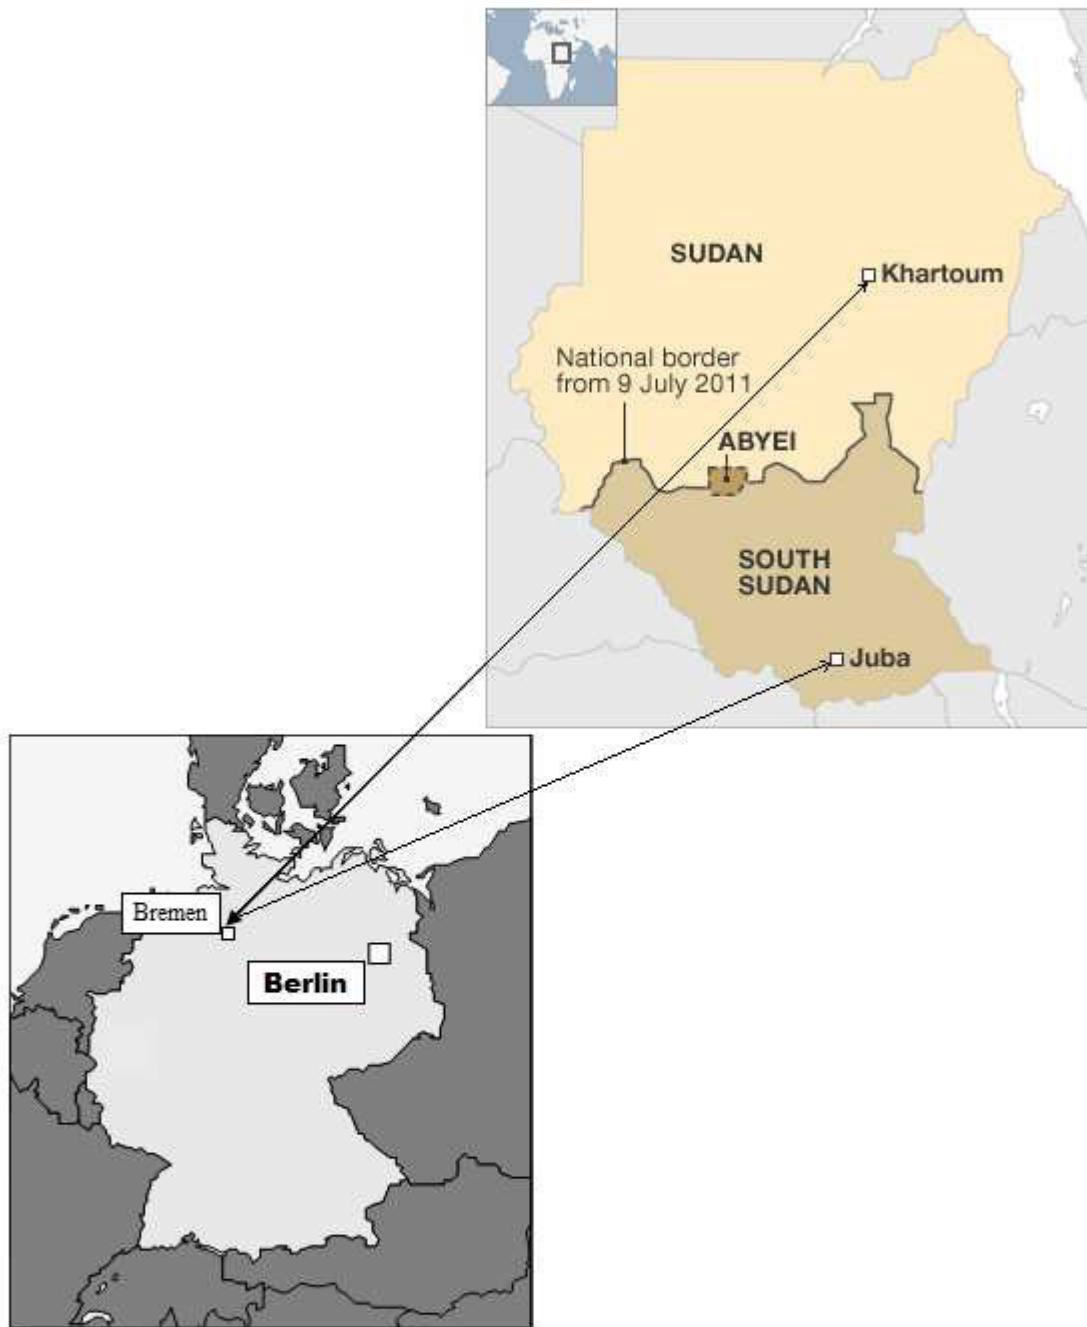 SUDAN
Khartoum
National border
from 9 July 2011
ABYEI
SOUTH
SUDAN
Juba
Bremen
Berlin